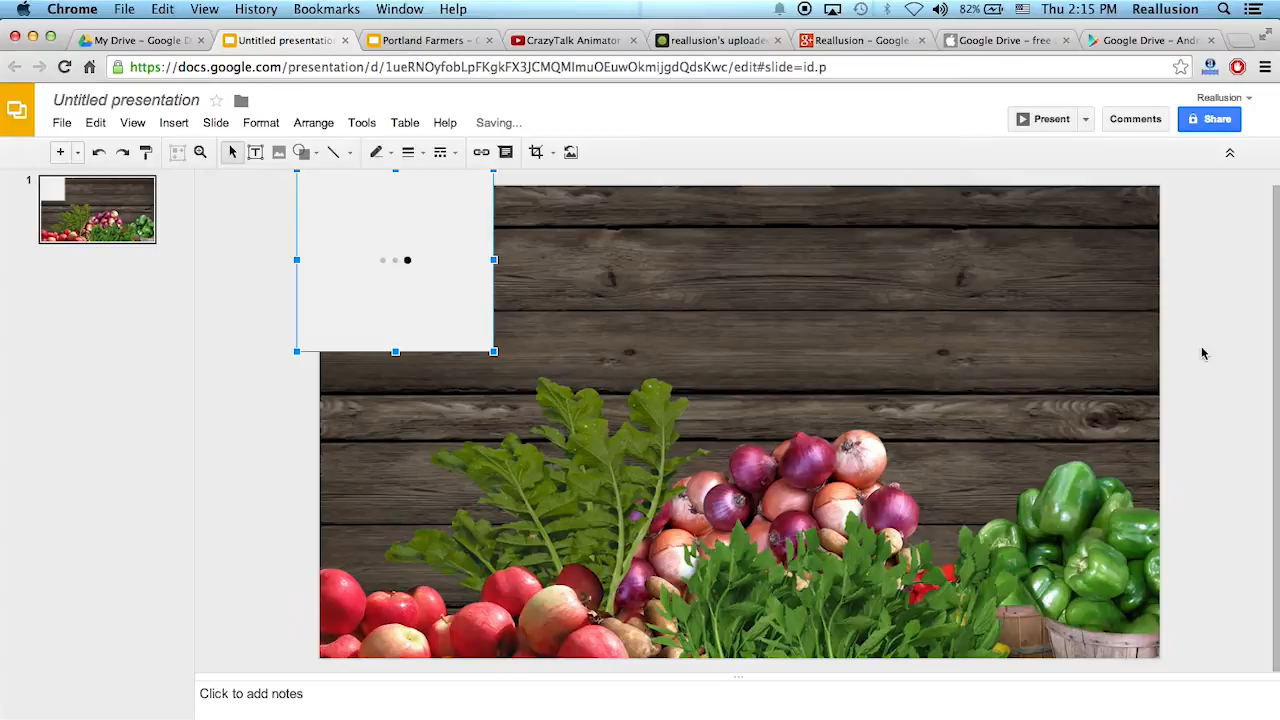 Chrome File Edit View History Bookmarks Window Help 82% Thu 2:15 PM Reallusion
My Drive – Google D Untitled presentation Portland Farmers – G CrazyTalk Animator reallusion's uploade Reallusion – Google Google Drive – free Google Drive – Andr
https://docs.google.com/presentation/d/1ueRNOyfobLpFKgkFX3JCMQMImuOEuwOkmijgdQdsKwc/edit#slide=id.p
Untitled presentation
Reallusion
File Edit View Insert Slide Format Arrange Tools Table Help Saving...
Present Comments Share
1
Click to add notes